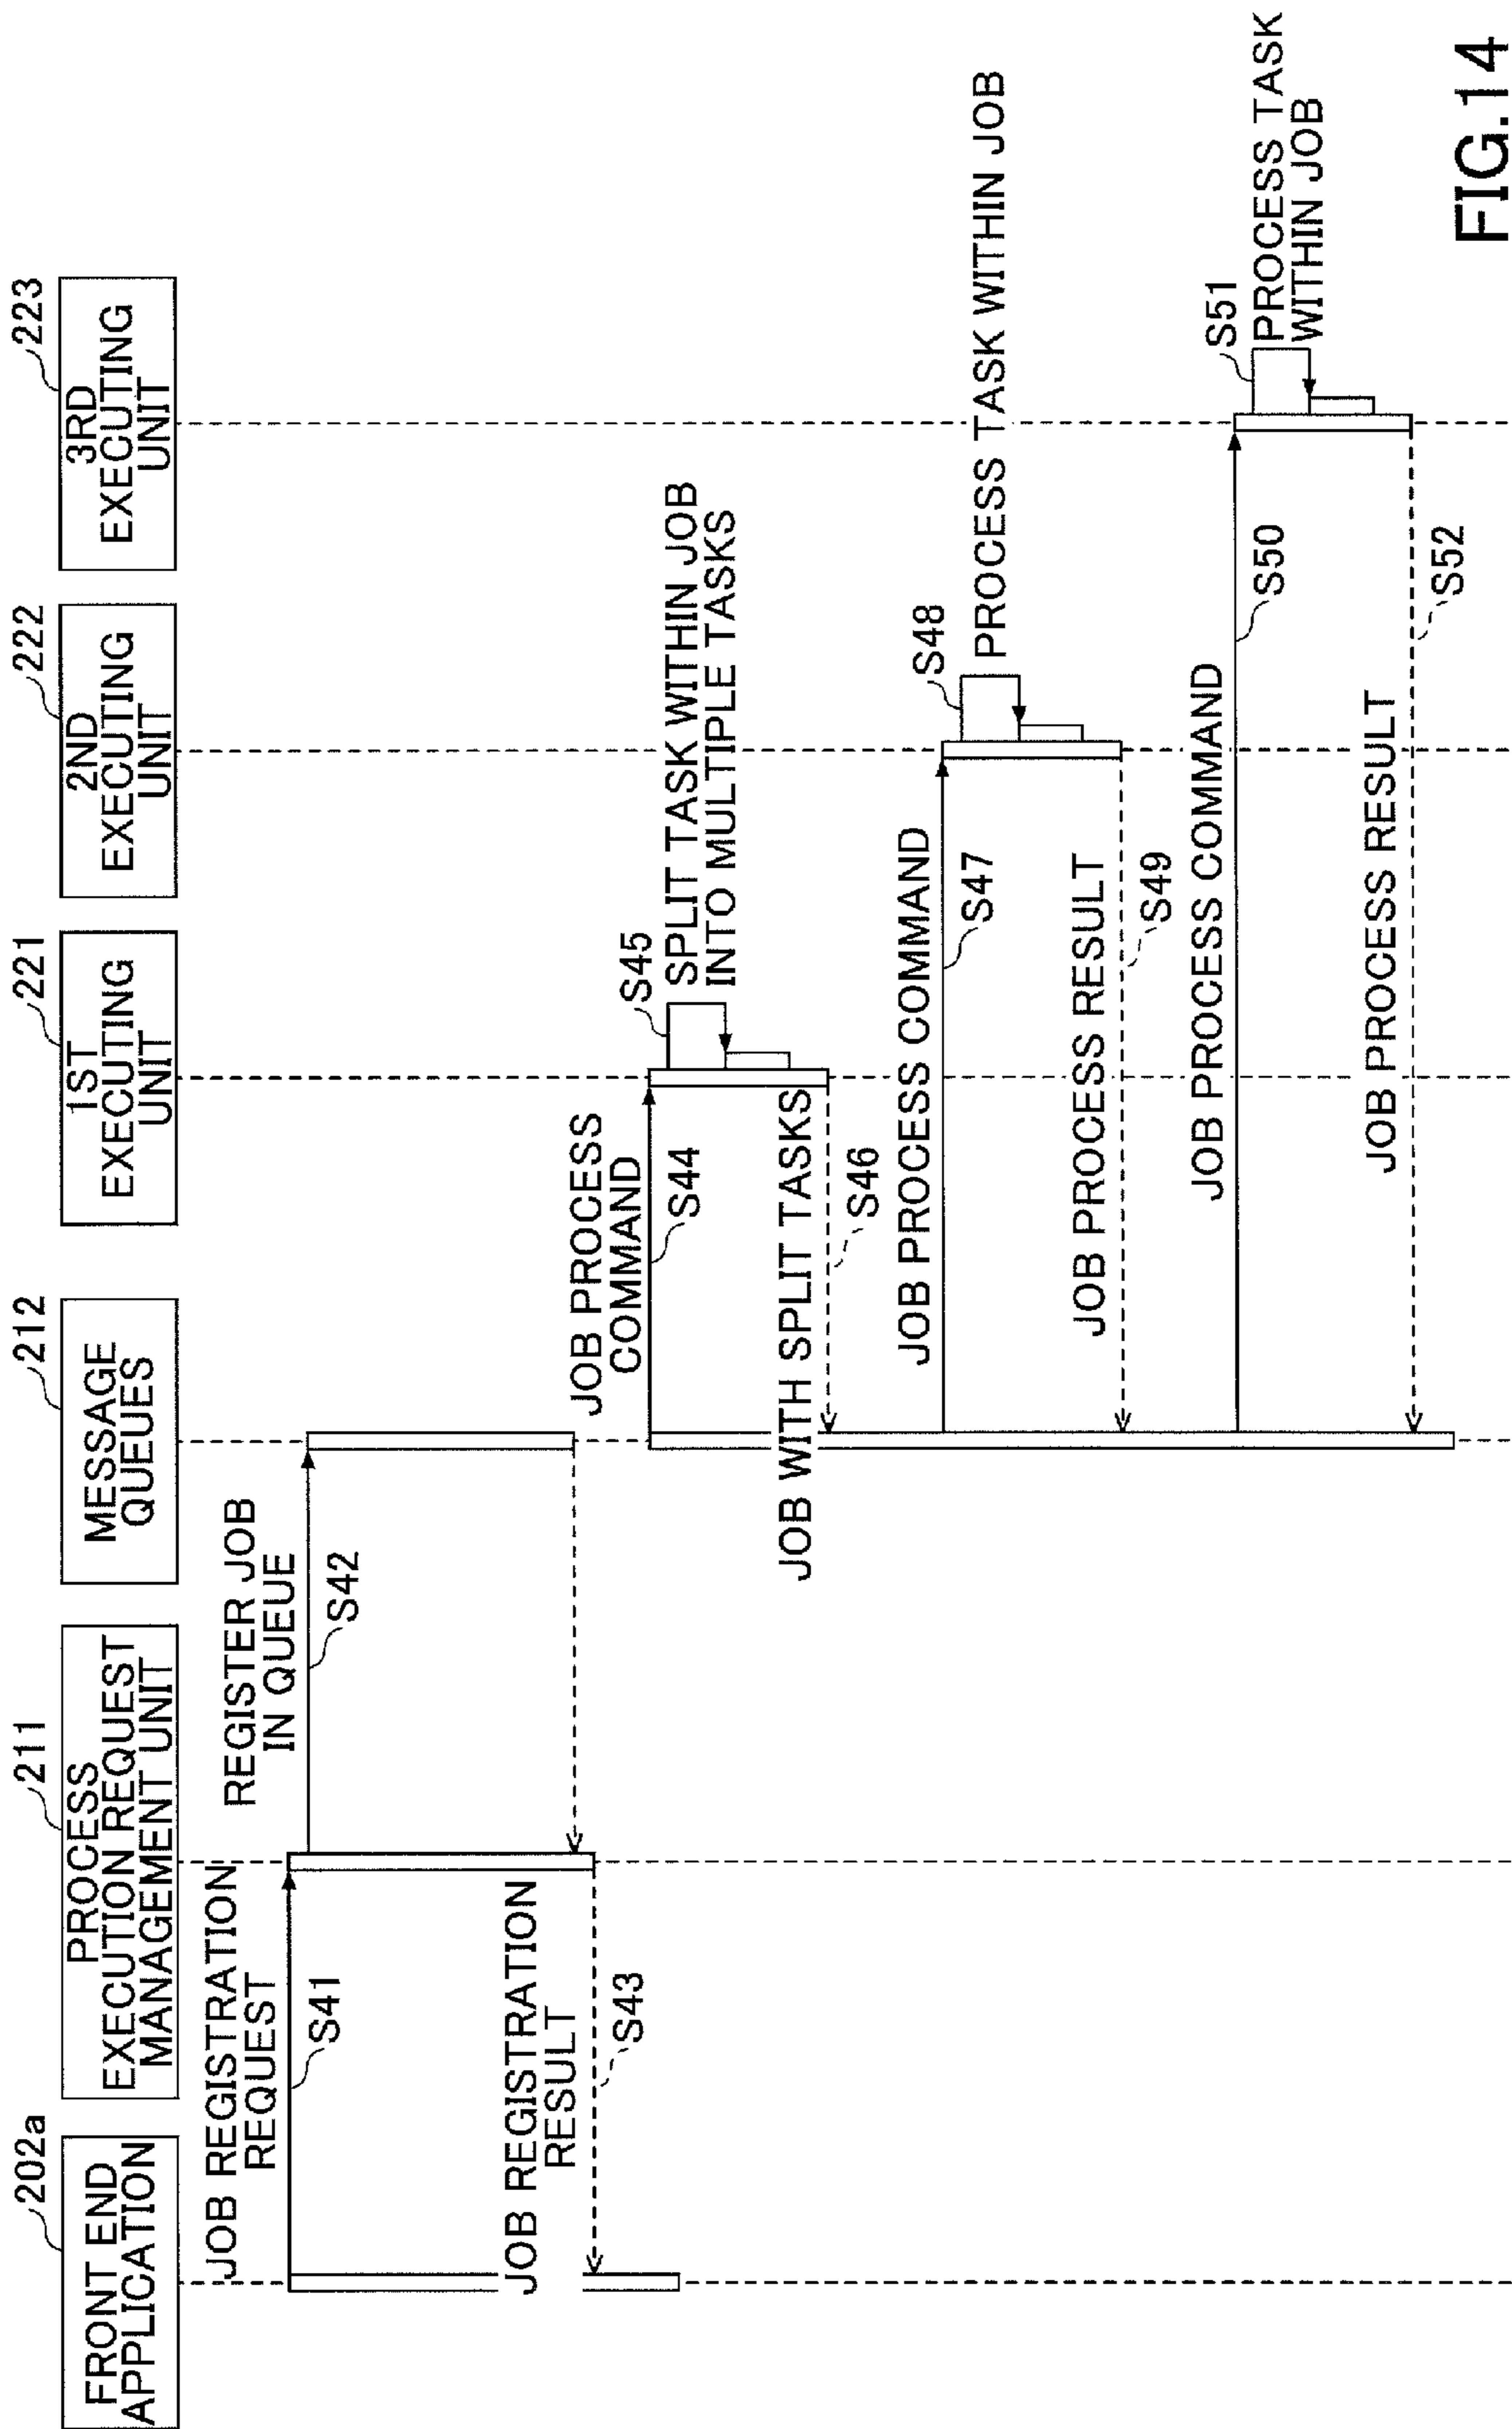 202a
FRONT END
APPLICATION
211
PROCESS
EXECUTION REQUEST
MANAGEMENT UNIT
212
MESSAGE
QUEUES
221
1ST
EXECUTING
UNIT
222
2ND
EXECUTING
UNIT
223
3RD
EXECUTING
UNIT
JOB REGISTRATION
REQUEST
S41
REGISTER JOB
IN QUEUE
S42
JOB REGISTRATION
RESULT
S43
JOB PROCESS
COMMAND
S44
S45
SPLIT TASK WITHIN JOB
INTO MULTIPLE TASKS
JOB WITH SPLIT TASKS
S46
JOB PROCESS COMMAND
S47
S48
PROCESS TASK WITHIN JOB
JOB PROCESS RESULT
S49
JOB PROCESS COMMAND
S50
S51
PROCESS TASK
WITHIN JOB
JOB PROCESS RESULT
S52
FIG.14